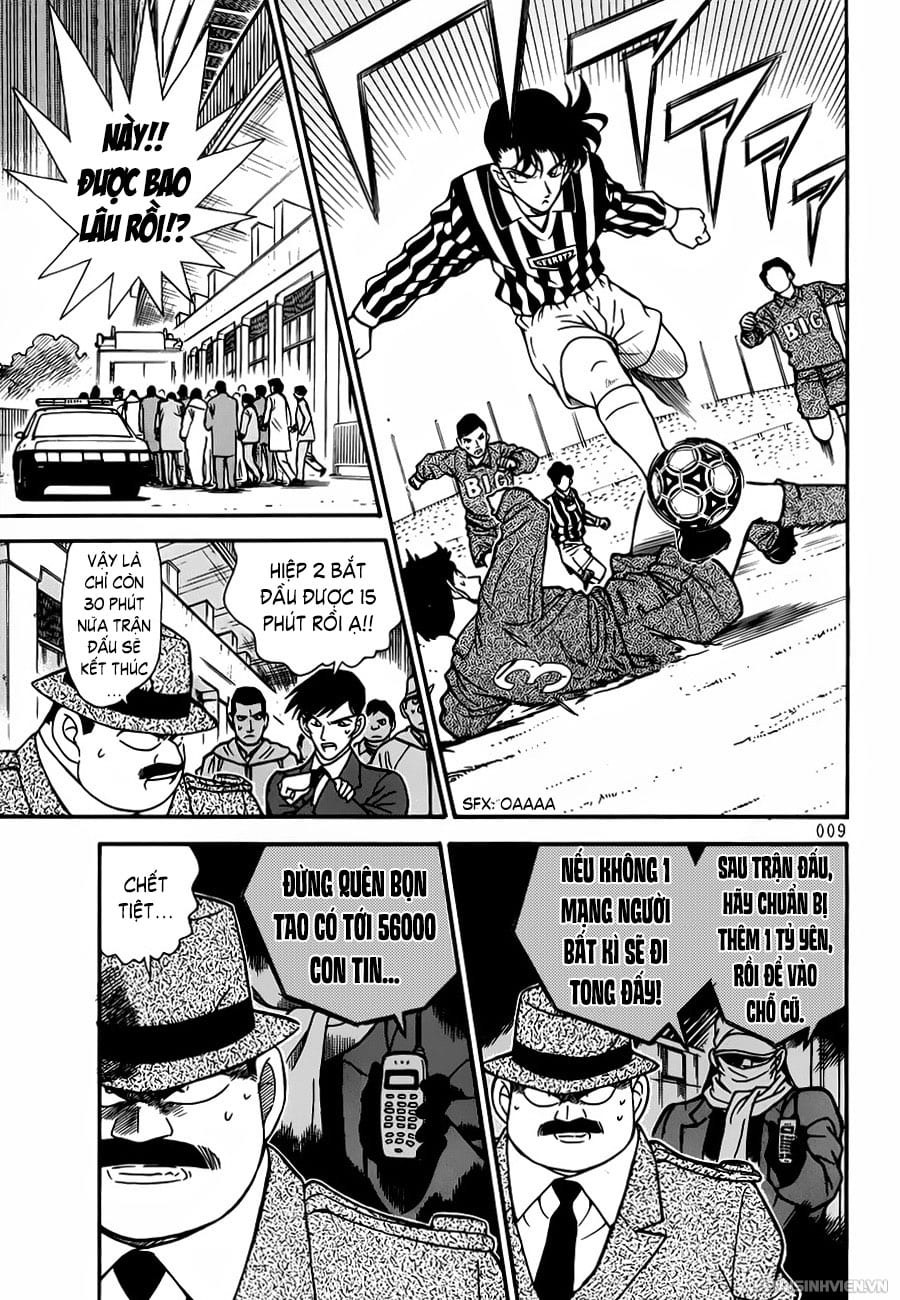 BIG
BIG
3
SFX: OAAAA
NÀY!!
ĐƯỢC BAO
LÂU RỒI!?
HIỆP 2 BẮT
ĐẦU ĐƯỢC 15
PHÚT RỒI Ạ!!
VẬY LÀ
CHỈ CÒN
30 PHÚT
NỮA TRẬN
ĐẤU SẼ
KẾT THÚC
...
009
SAU TRẬN ĐẤU,
HÃY CHUẨN BỊ
THÊM 1 TỶ YÊN,
RỒI ĐỂ VÀO
CHỖ CŨ.
NẾU KHÔNG 1
MẠNG NGƯỜI
BẤT KÌ SẼ ĐI
TONG ĐẤY!
ĐỪNG QUÊN BỌN
TAO CÓ TỚI 56000
CON TIN...
CHẾT
TIỆT...